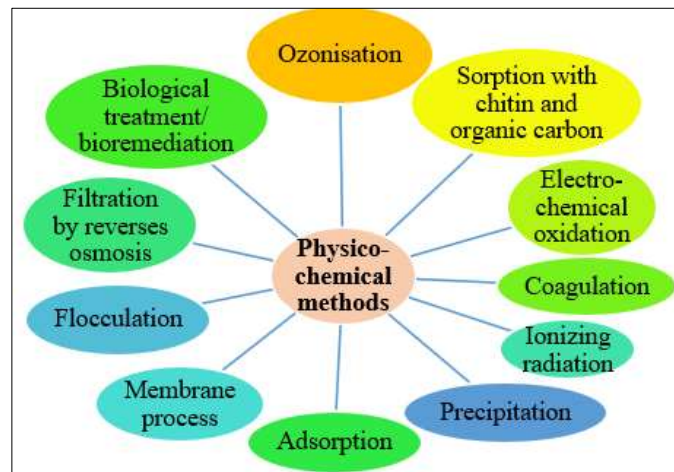 Ozonisation
Sorption with
chitin and
organic carbon
Electro-
chemical
oxidation
Coagulation
Ionizing
radiation
Precipitation
Adsorption
Membrane
process
Flocculation
Filtration
by reverses
osmosis
Biological
treatment/
bioremediation
Physico-
chemical
methods